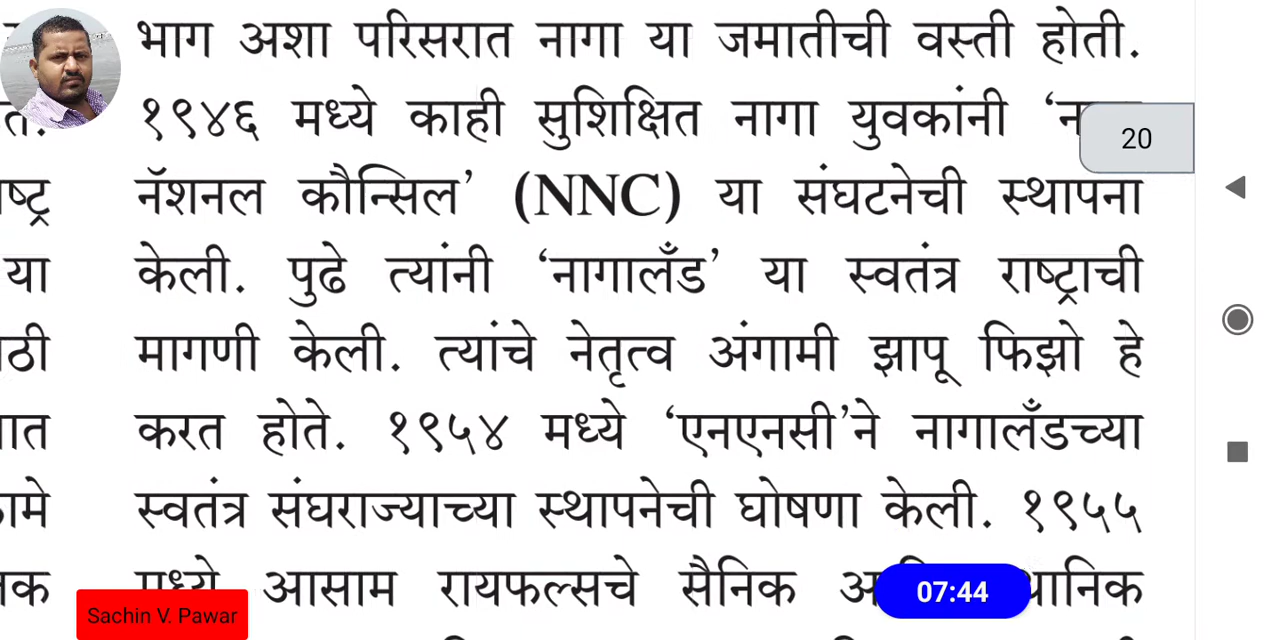 भाग अशा परिसरात नागा या जमातीची वस्ती होती.
१९४६ मध्ये काही सुशिक्षित नागा युवकांनी
20
ष्ट्र नॅशनल कौन्सिल’ (NNC) या संघटनेची स्थापना
या केली. पुढे त्यांनी ‘नागालँड’ या स्वतंत्र राष्ट्राची
मागणी केली. त्यांचे नेतृत्व अंगामी झापू फिझो हे
करत होते. १९५४ मध्ये ‘एनएनसी’ने नागालँडच्या
स्वतंत्र संघराज्याच्या स्थापनेची घोषणा केली. १९५५
मध्ये आसाम रायफल्सचे सैनिक
07:44
Sachin V. Pawar